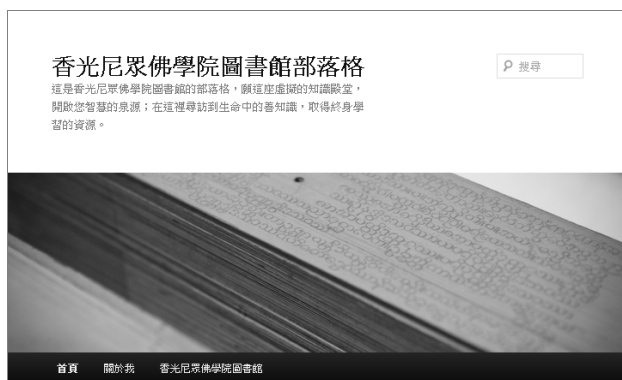 香光尼眾佛學院圖書館部落格
搜尋
這是香光尼眾佛學院圖書館的部落格，願這座虛擬的知識殿堂，
開啟您智慧的泉源；在這裡尋訪到生命中的善知識，取得終身學
習的資源。
首頁 關於我 香光尼眾佛學院圖書館